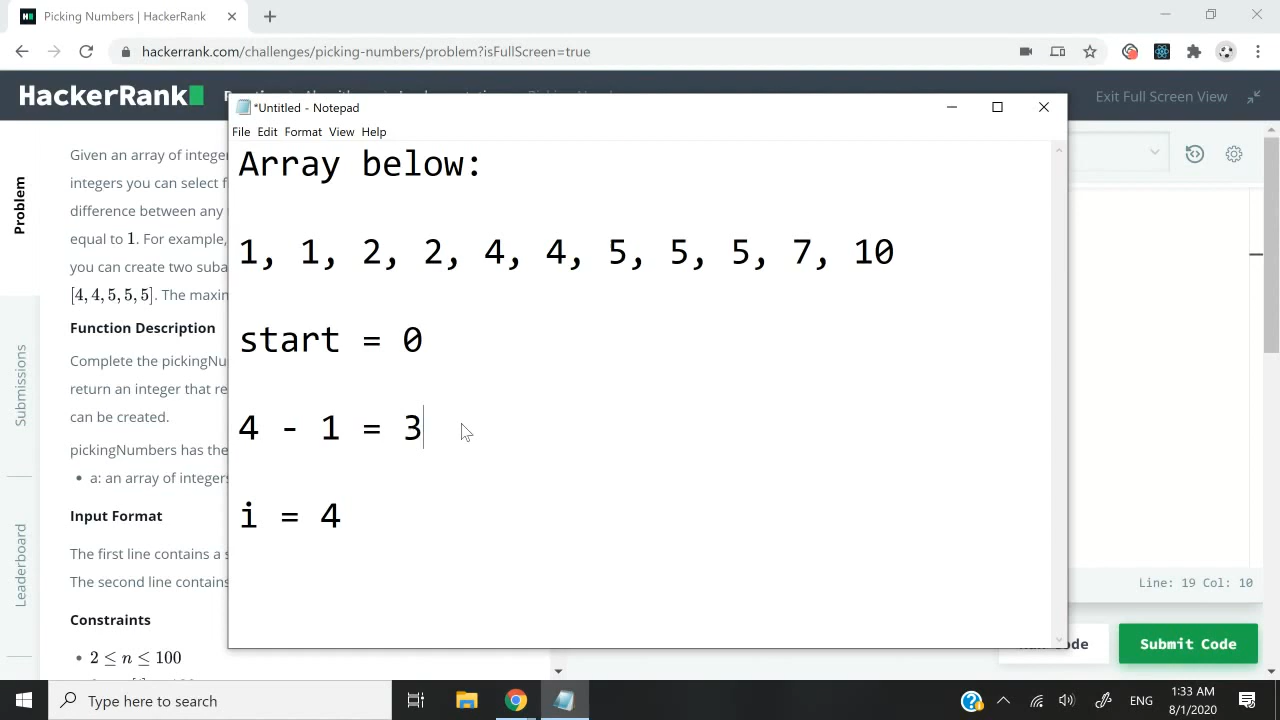 Picking Numbers | HackerRank
hackerrank.com/challenges/picking-numbers/problem?isFullScreen=true
HackerRank
Exit Full Screen View
*Untitled - Notepad
File Edit Format View Help
Array below:
1, 1, 2, 2, 4, 4, 5, 5, 5, 7, 10
start = 0
4 - 1 = 3
i = 4
Problem
Submissions
Leaderboard
Given an array of integer
integers you can select
difference between any
equal to 1. For example,
you can create two suba
[4, 4, 5, 5, 5]. The maxin
Function Description
Complete the pickingNu
return an integer that re
can be created.
pickingNumbers has the
• a: an array of integers
Input Format
The first line contains a
The second line contains
Constraints
• 2 ≤ n ≤ 100
Line: 19 Col: 10
Code
Submit Code
Type here to search
ENG
1:33 AM
8/1/2020